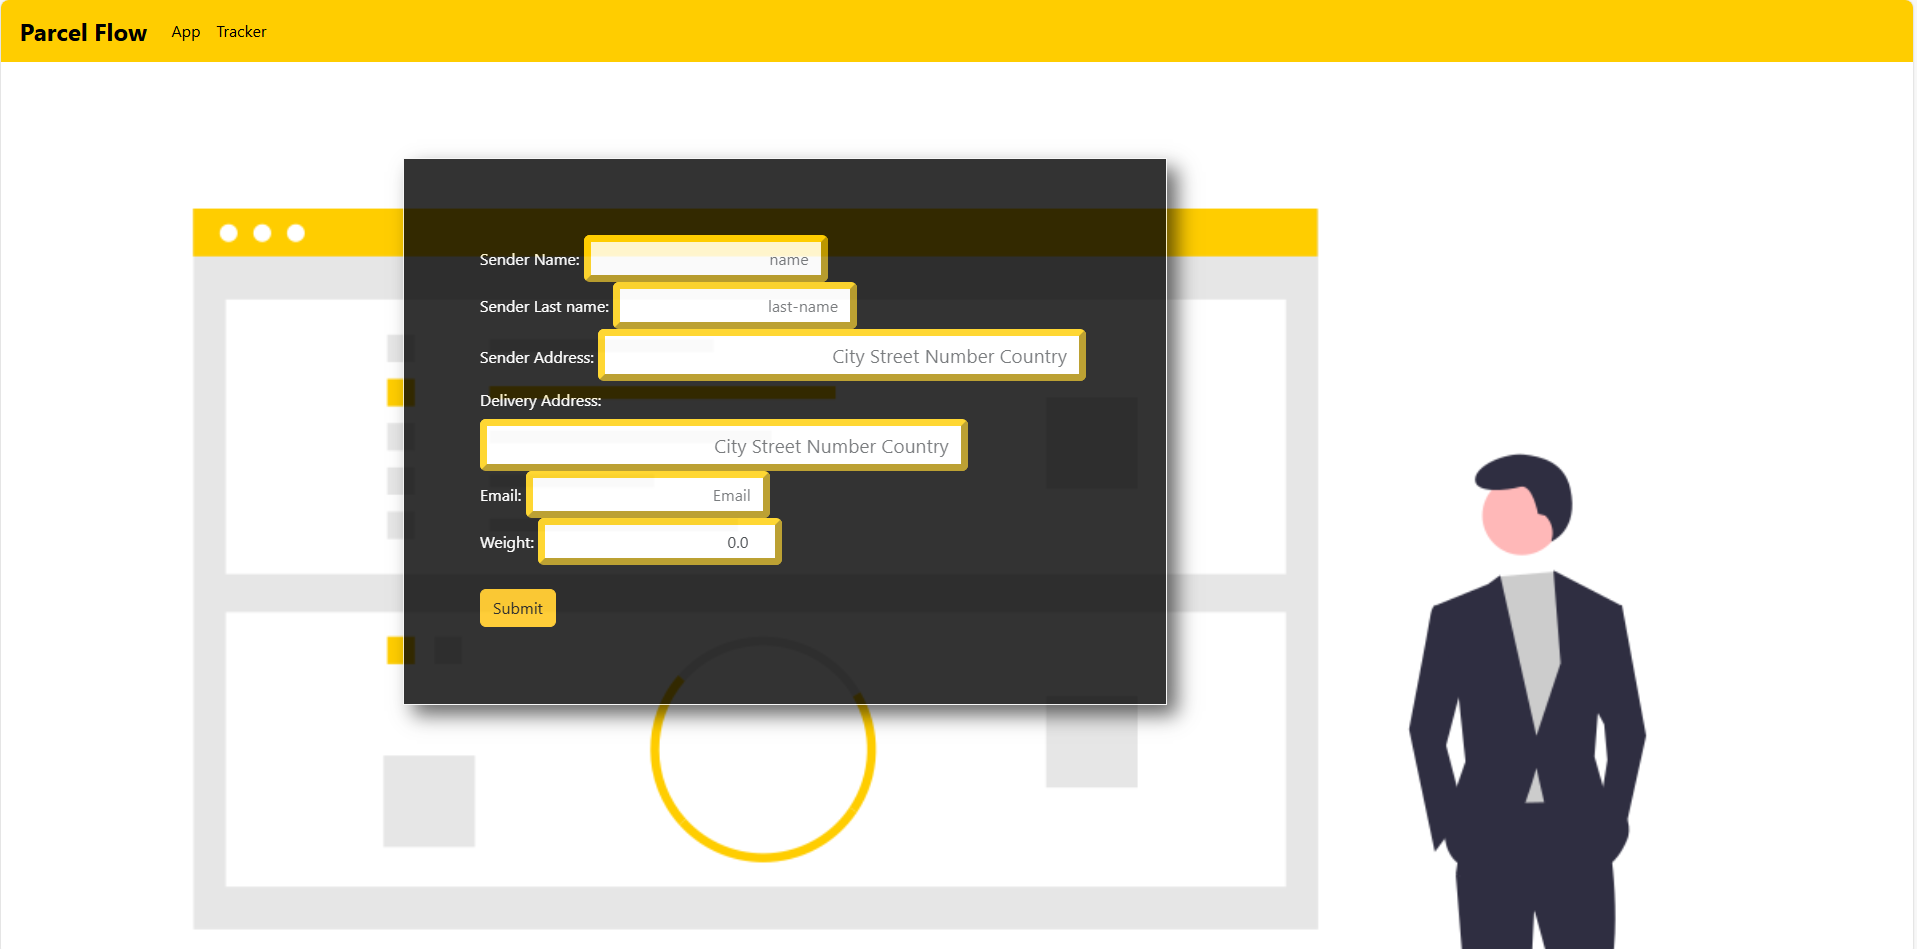 Parcel Flow App Tracker
Sender Name: name
Sender Last name: last-name
Sender Address: City Street Number Country
Delivery Address:
City Street Number Country
Email: Email
Weight: 0.0
Submit